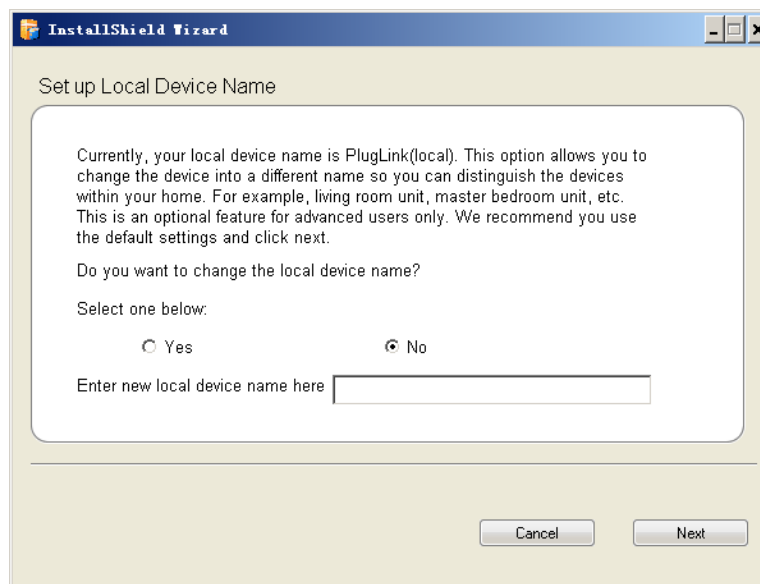 InstallShield Wizard
Set up Local Device Name
Currently, your local device name is PlugLink(local). This option allows you to
change the device into a different name so you can distinguish the devices
within your home. For example, living room unit, master bedroom unit, etc.
This is an optional feature for advanced users only. We recommend you use
the default settings and click next.
Do you want to change the local device name?
Select one below:
Yes No
Enter new local device name here
Cancel Next